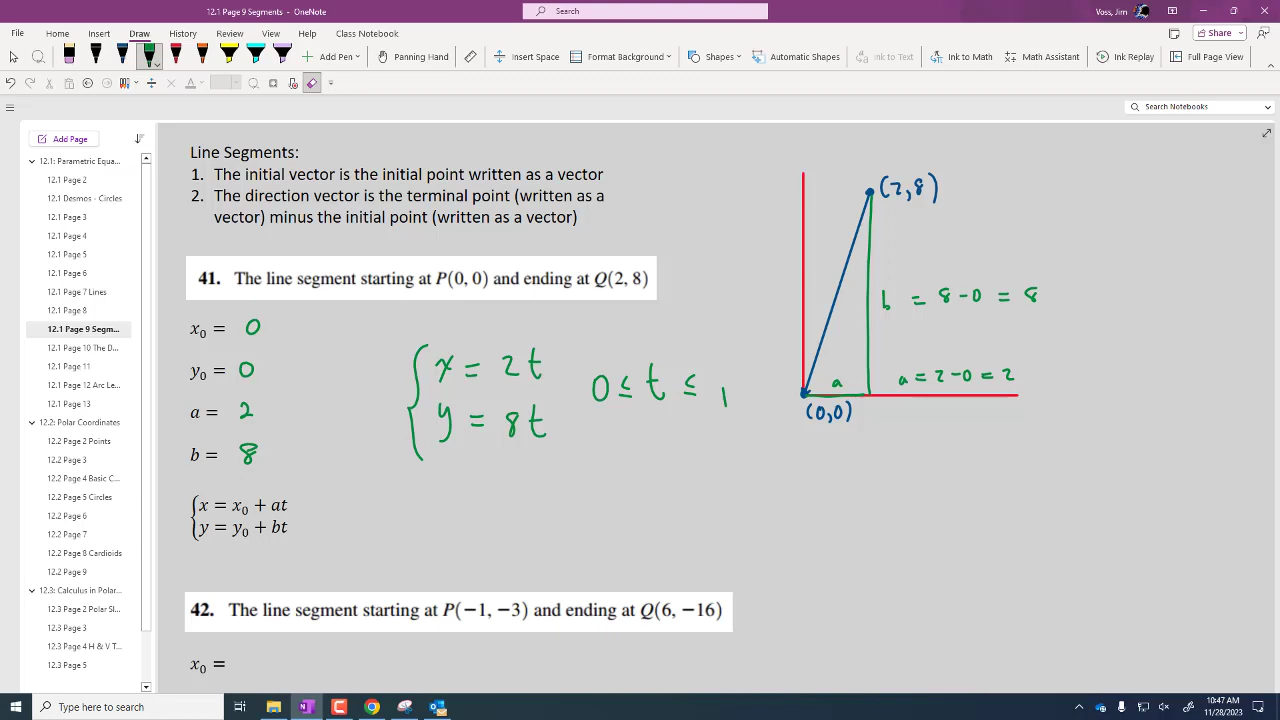 12.1 Page 9 Segments - OneNote
Search
Voss, Jim
File Home Insert Draw History Review View Help Class Notebook
Share
Panning Hand
Insert Space
Format Background
Shapes
Automatic Shapes
Ink to Text
Ink to Math
Math Assistant
Ink Replay
Full Page View
Search Notebooks
Add Page
12.1: Parametric Equa...
12.1 Page 2
12.1 Desmos - Circles
12.1 Page 3
12.1 Page 4
12.1 Page 5
12.1 Page 6
12.1 Page 7 Lines
12.1 Page 8
12.1 Page 9 Segm...
12.1 Page 10 The D...
12.1 Page 11
12.1 Page 12 Arc Le...
12.1 Page 13
12.2: Polar Coordinates
12.2 Page 2 Points
12.2 Page 3
12.2 Page 4 Basic C...
12.2 Page 5 Circles
12.2 Page 6
12.2 Page 7
12.2 Page 8 Cardioids
12.2 Page 9
12.3: Calculus in Polar...
12.3 Page 2 Polar Sl...
12.3 Page 3
12.3 Page 4 H & V T...
12.3 Page 5
Line Segments:
1. The initial vector is the initial point written as a vector
2. The direction vector is the terminal point (written as a
vector) minus the initial point (written as a vector)
41. The line segment starting at P(0, 0) and ending at Q(2, 8)
x₀ = 0
y₀ = 0
a = 2
b = 8
{x = x₀ + at
y = y₀ + bt
{x = 2t
y = 8t
0 ≤ t ≤ 1
(2,8)
b = 8-0 = 8
a
a = 2-0 = 2
(0,0)
42. The line segment starting at P(−1, −3) and ending at Q(6, −16)
x₀ =
Type here to search
10:47 AM
11/28/2023